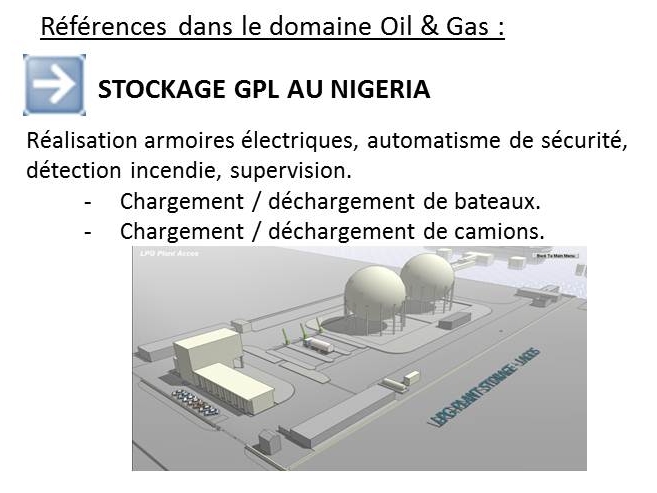 Références dans le domaine Oil & Gas :
STOCKAGE GPL AU NIGERIA
Réalisation armoires électriques, automatisme de sécurité,
détection incendie, supervision.
- Chargement / déchargement de bateaux.
- Chargement / déchargement de camions.
LPG Plant Acces
Back To Main Menu
LPG PLANT STORAGE LAGOS